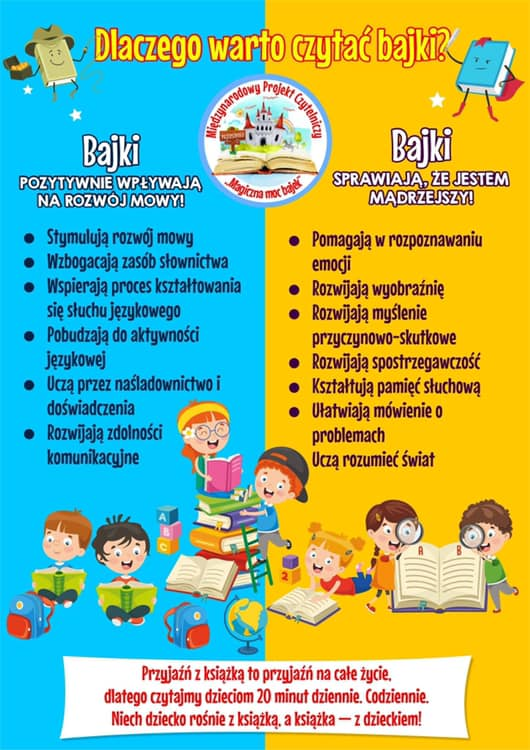 Dlaczego warto czytać bajki?
Międzynarodowy Projekt Czytelniczy
„Magiczna moc bajek”
Bajki
POZYTYWNIE WPŁYWAJĄ
NA ROZWÓJ MOWY!
● Stymulują rozwój mowy
● Wzbogacają zasób słownictwa
● Wspierają proces kształtowania
się słuchu językowego
● Pobudzają do aktywności
językowej
● Uczą przez naśladownictwo i
doświadczenia
● Rozwijają zdolności
komunikacyjne
Bajki
SPRAWIAJĄ, ŻE JESTEM
MĄDRZEJSZY!
● Pomagają w rozpoznawaniu
emocji
● Rozwijają wyobraźnię
● Rozwijają myślenie
przyczynowo-skutkowe
● Rozwijają spostrzegawczość
● Kształtują pamięć słuchową
● Ułatwiają mówienie o
problemach
Uczą rozumieć świat
A
B
C
2
A B
Przyjaźń z książką to przyjaźń na całe życie,
dlatego czytajmy dzieciom 20 minut dziennie. Codziennie.
Niech dziecko rośnie z książką, a książka — z dzieckiem!